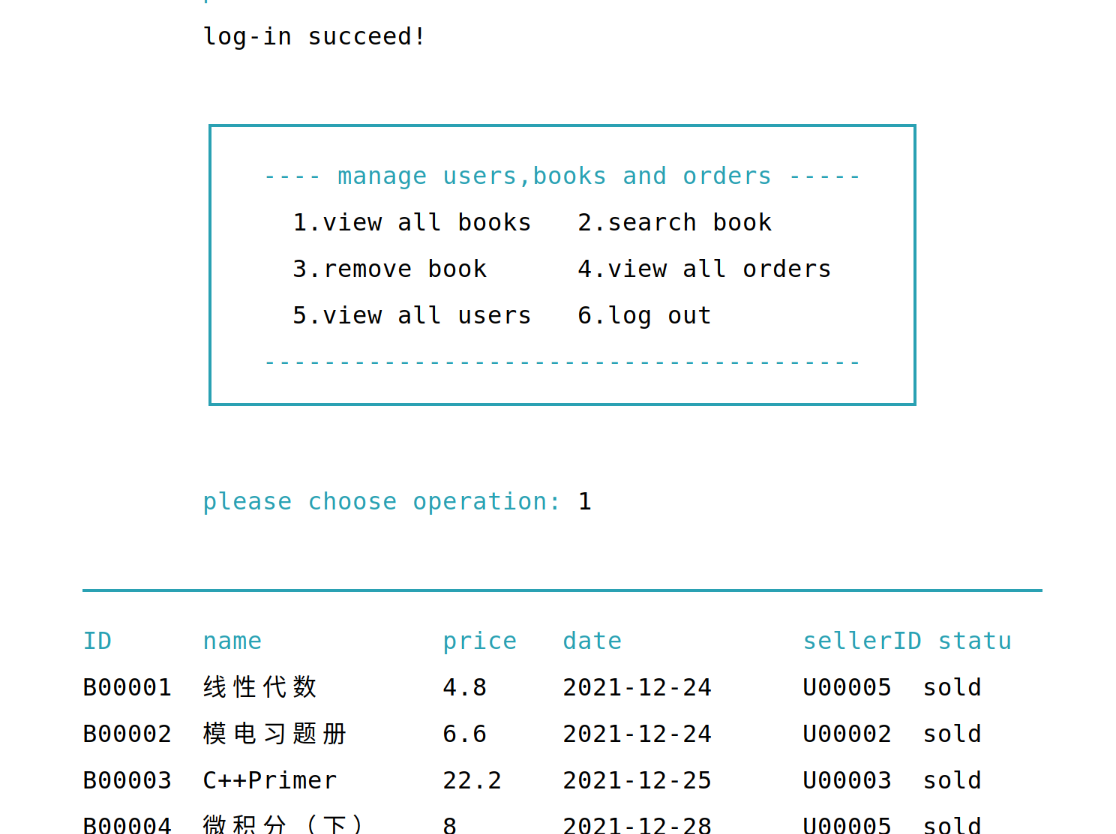 log-in succeed!
---- manage users,books and orders -----
1.view all books   2.search book
3.remove book      4.view all orders
5.view all users   6.log out
----------------------------------------
please choose operation: 1
ID      name            price   date            sellerID statu
B00001  线性代数        4.8     2021-12-24      U00005  sold
B00002  模电习题册      6.6     2021-12-24      U00002  sold
B00003  C++Primer       22.2    2021-12-25      U00003  sold
B00004  微积分（下）    8       2021-12-28      U00005  sold